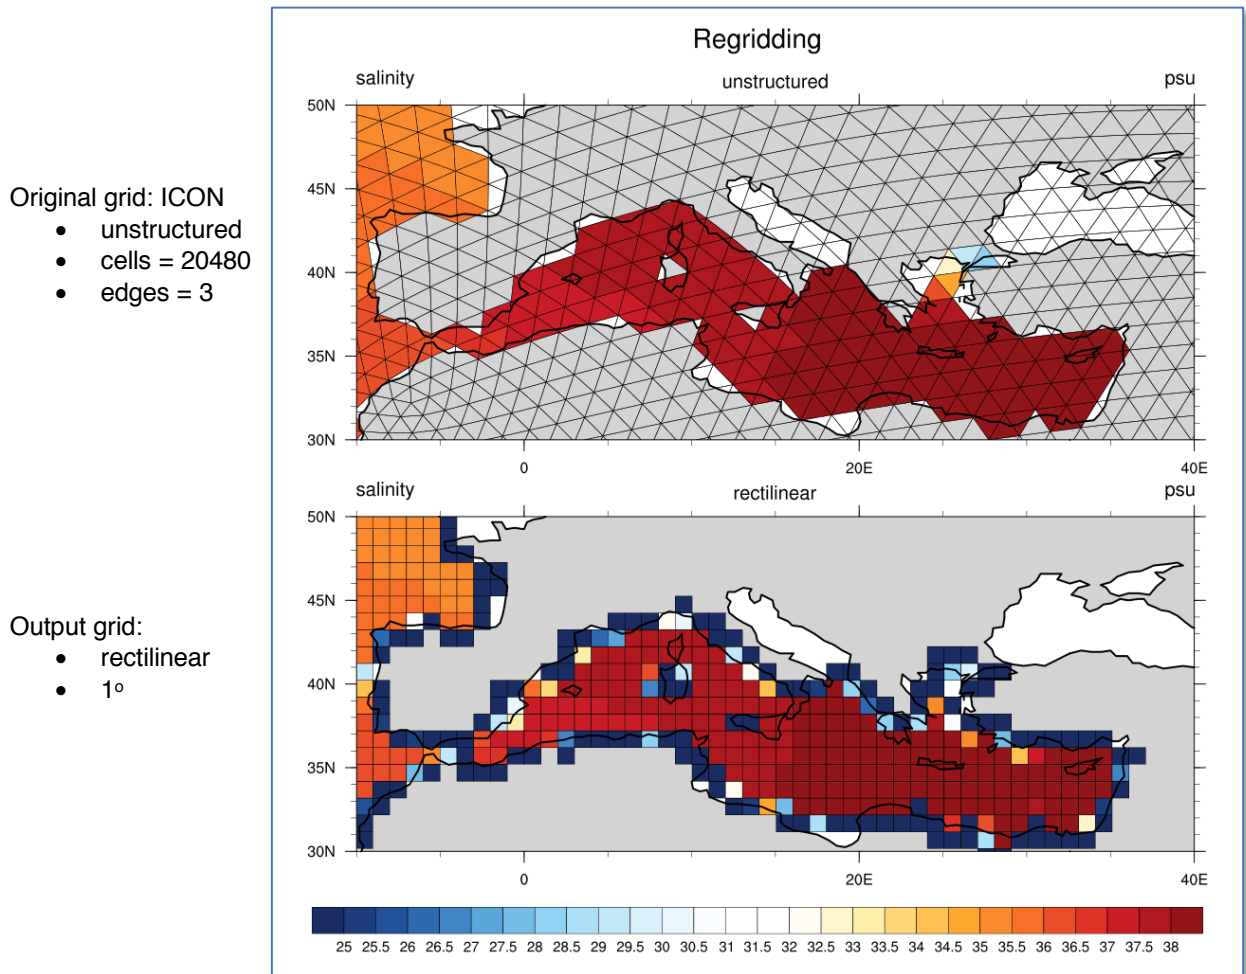 Regridding
salinity unstructured psu
50N
45N
40N
35N
30N
0 20E 40E
Original grid: ICON
• unstructured
• cells = 20480
• edges = 3
salinity rectilinear psu
50N
45N
40N
35N
30N
0 20E 40E
Output grid:
• rectilinear
• 1º
25 25.5 26 26.5 27 27.5 28 28.5 29 29.5 30 30.5 31 31.5 32 32.5 33 33.5 34 34.5 35 35.5 36 36.5 37 37.5 38